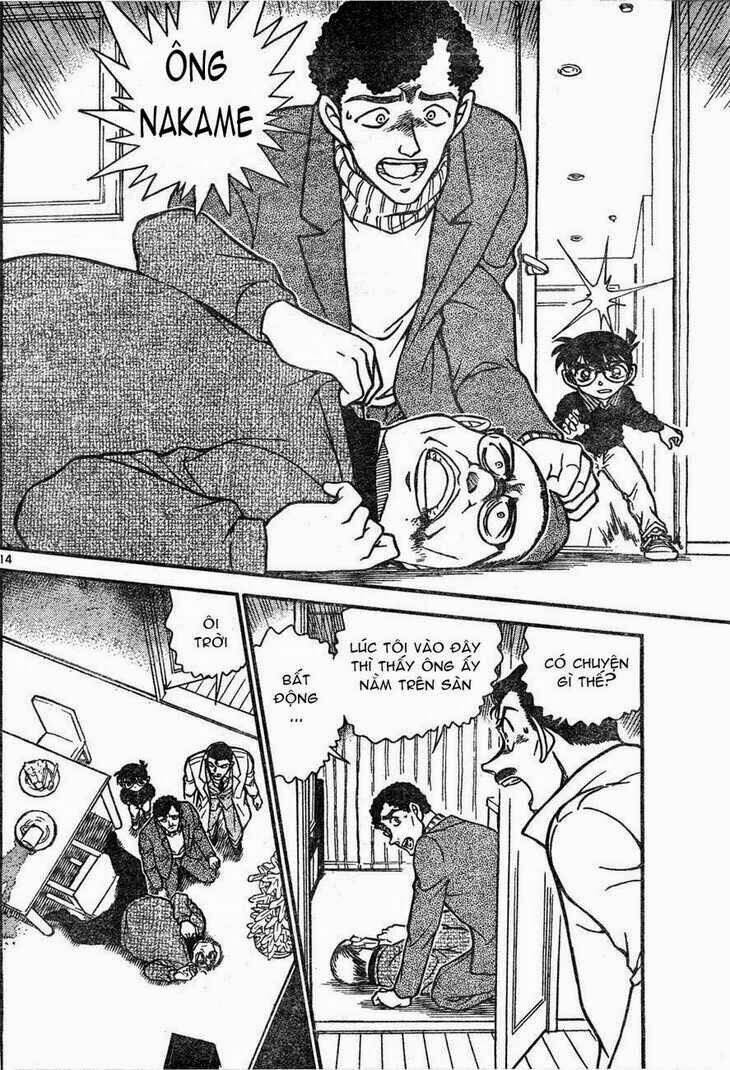 ÔNG
NAKAME
14
CÓ CHUYỆN
GÌ THẾ?
LÚC TÔI VÀO ĐÂY
THÌ THẤY ÔNG ẤY
NẰM TRÊN SÀN
BẤT
ĐỘNG
...
ÔI
TRỜI